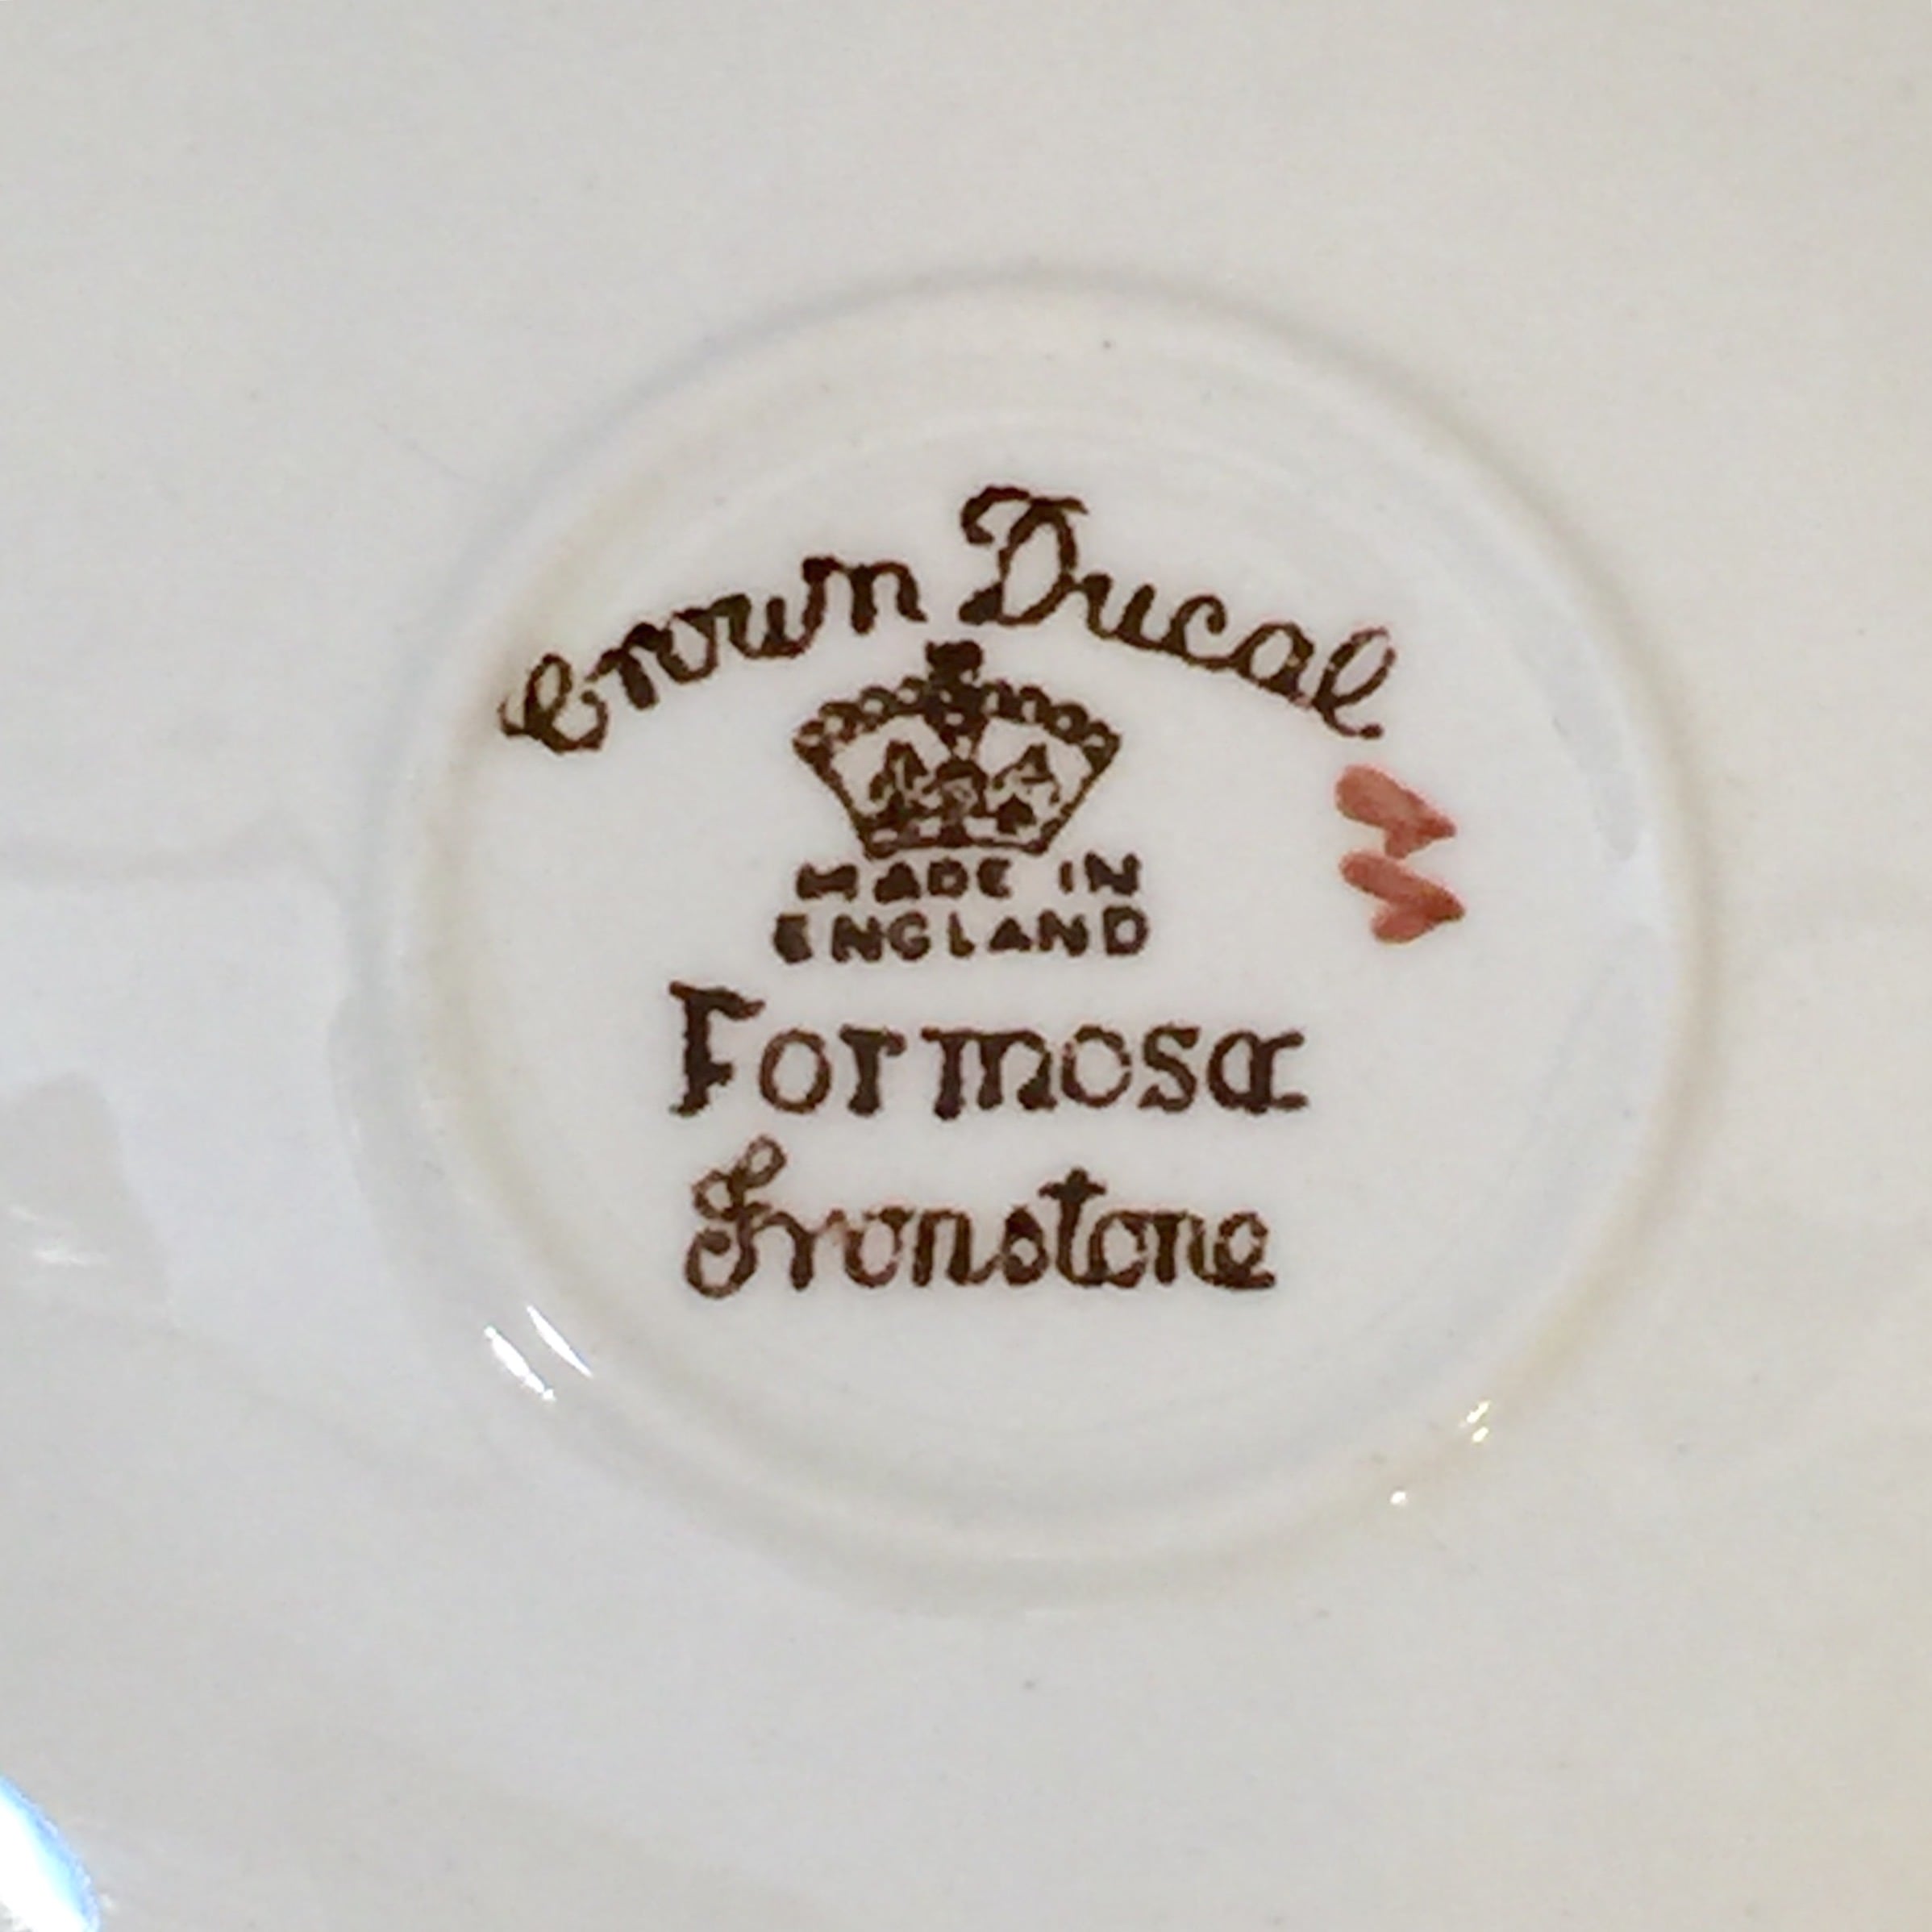 Crown Ducal
MADE IN
ENGLAND
Formosa
Ironstone